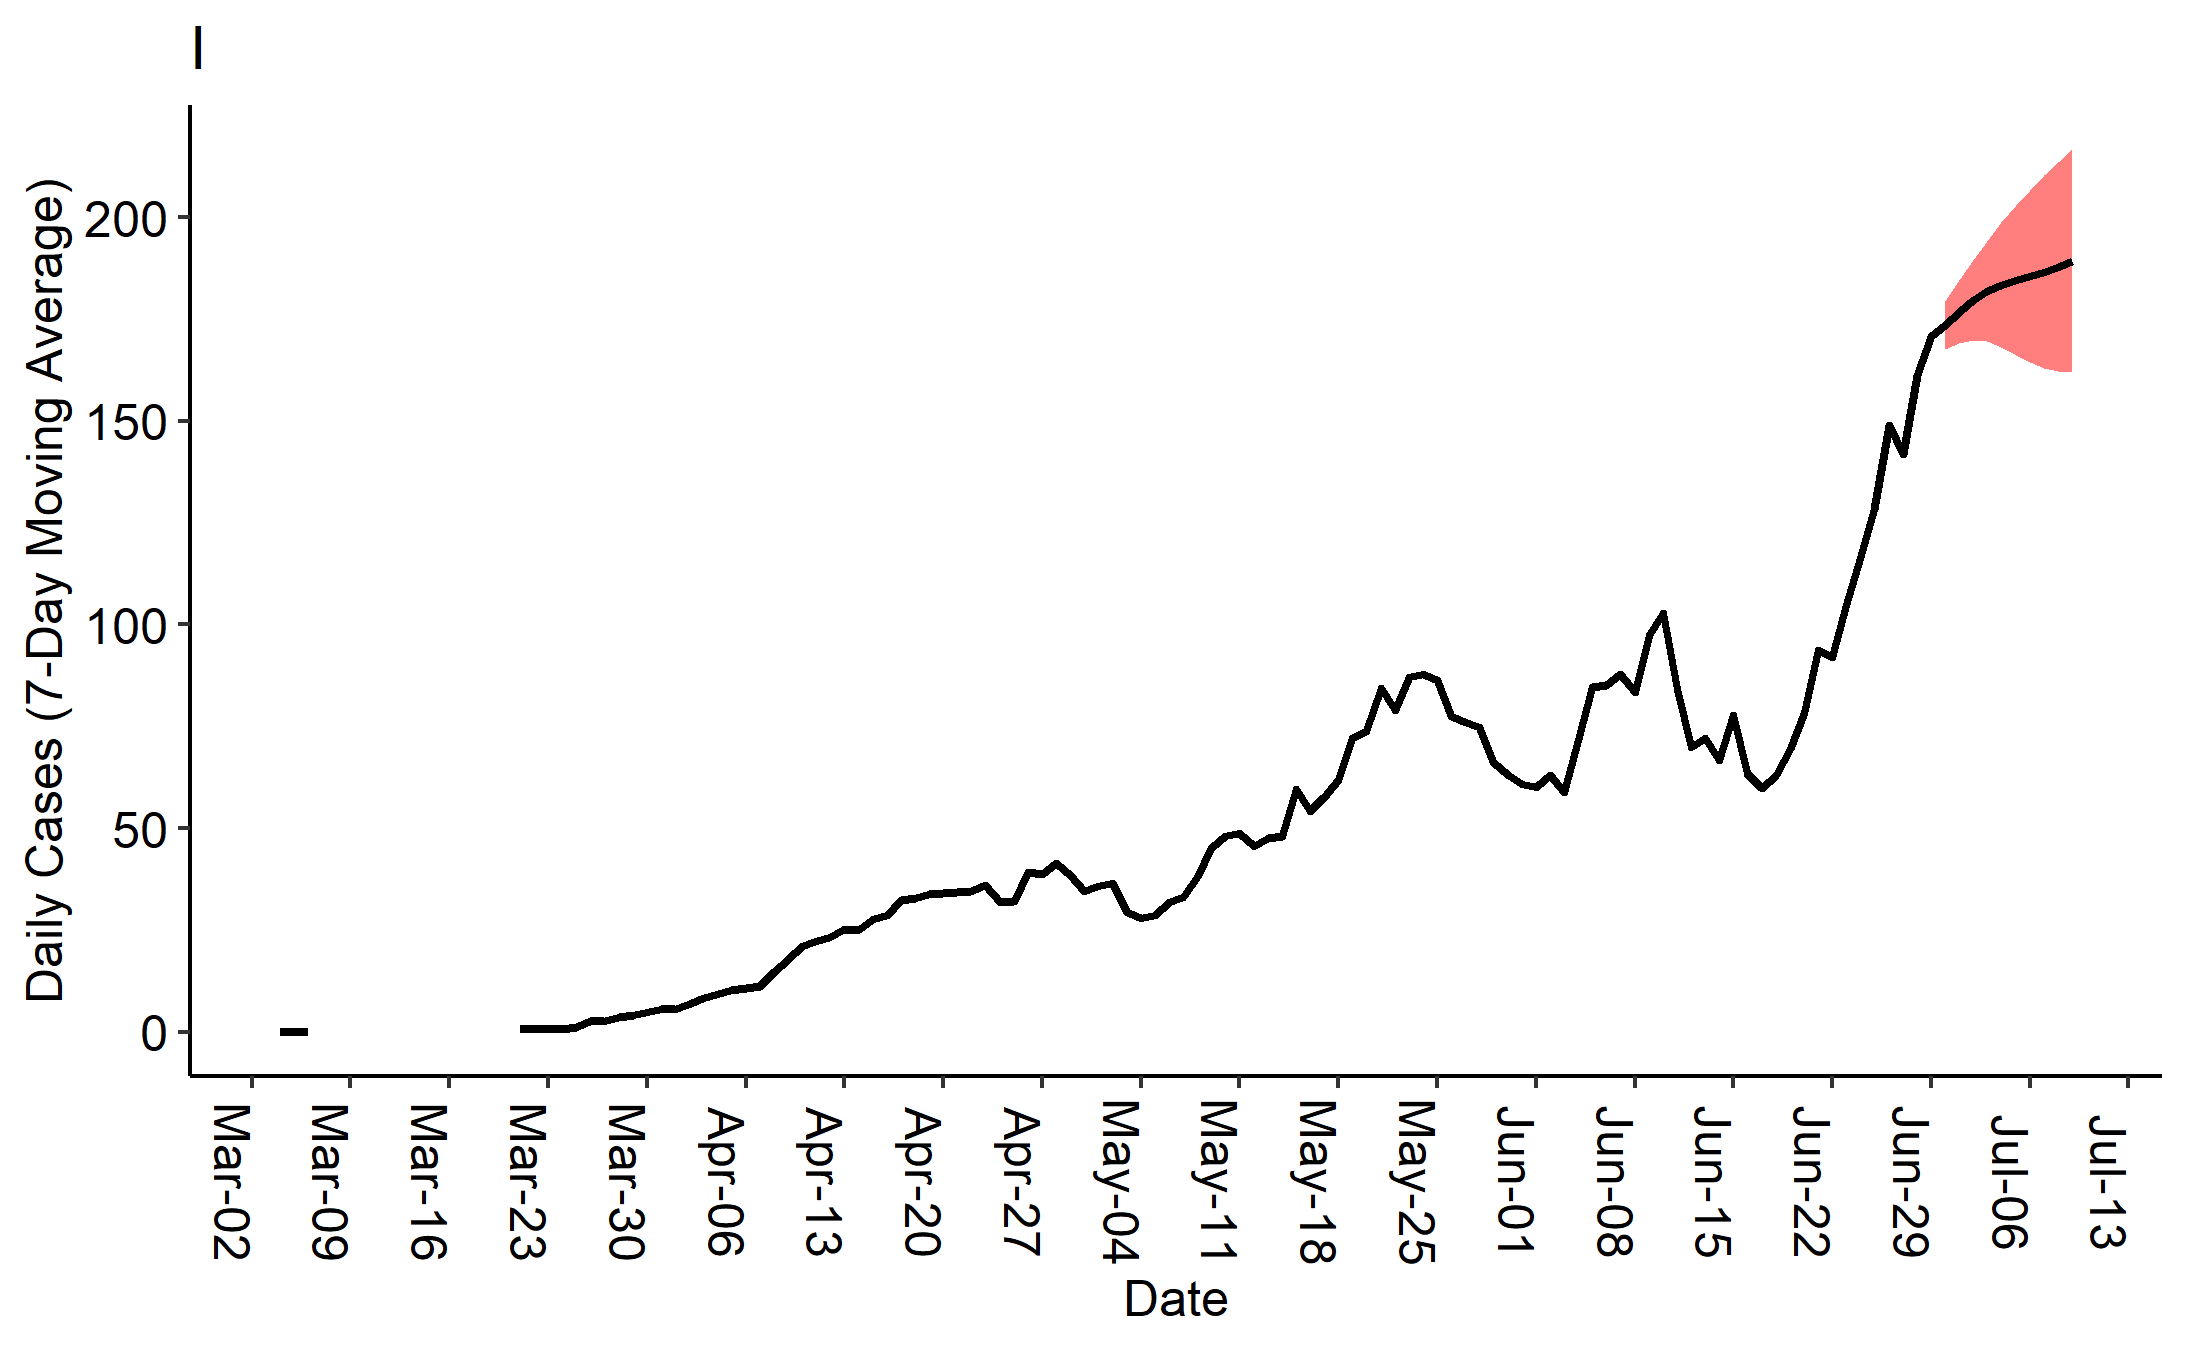 I
Daily Cases (7-Day Moving Average)
200
150
100
50
0
Mar-02
Mar-09
Mar-16
Mar-23
Mar-30
Apr-06
Apr-13
Apr-20
Apr-27
May-04
May-11
May-18
May-25
Jun-01
Jun-08
Jun-15
Jun-22
Jun-29
Jul-06
Jul-13
Date